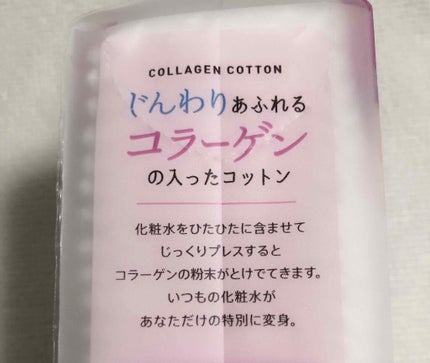 COLLAGEN COTTON
じんわりあふれる
コラーゲン
の入ったコットン
化粧水をひたひたに含ませて
じっくりプレスすると
コラーゲンの粉末がとけでてきます。
いつもの化粧水が
あなただけの特別に変身。